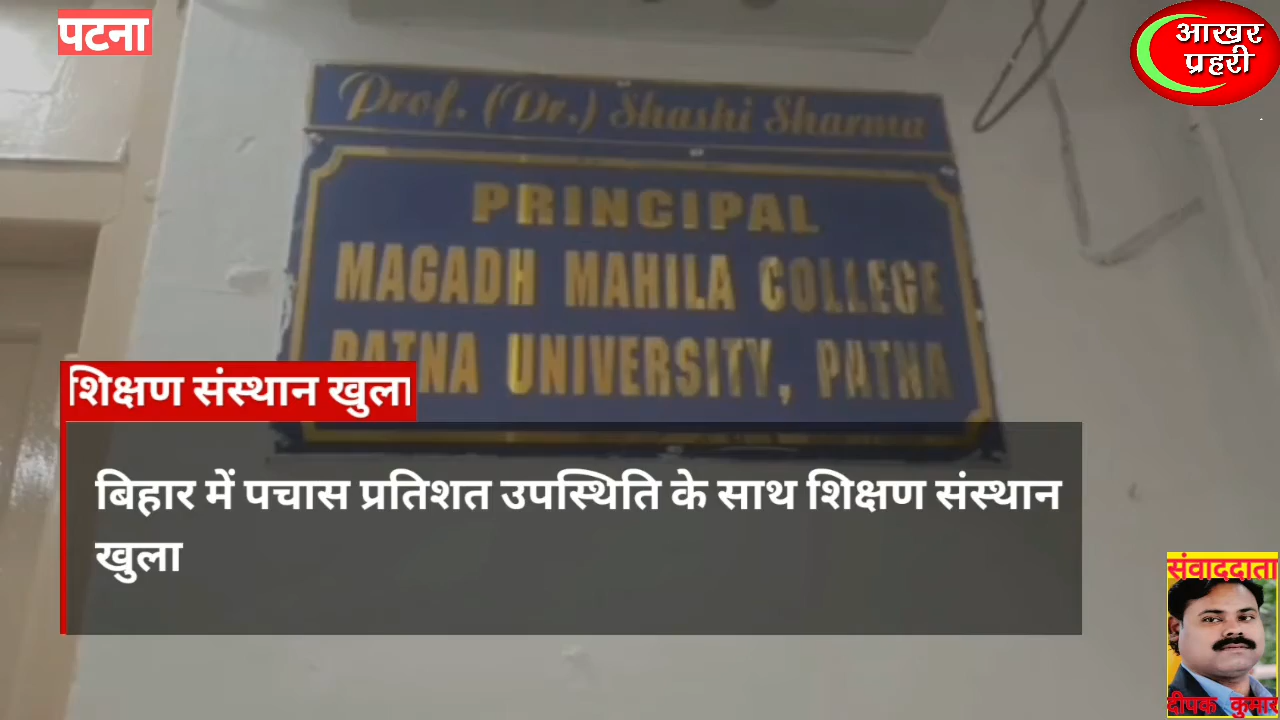 पटना
आखर
प्रहरी
Prof. (Dr.) Shashi Sharma
PRINCIPAL
MAGADH MAHILA COLLEGE
PATNA UNIVERSITY, PATNA
शिक्षण संस्थान खुला
बिहार में पचास प्रतिशत उपस्थिति के साथ शिक्षण संस्थान
खुला
संवाददाता
दीपक कुमार